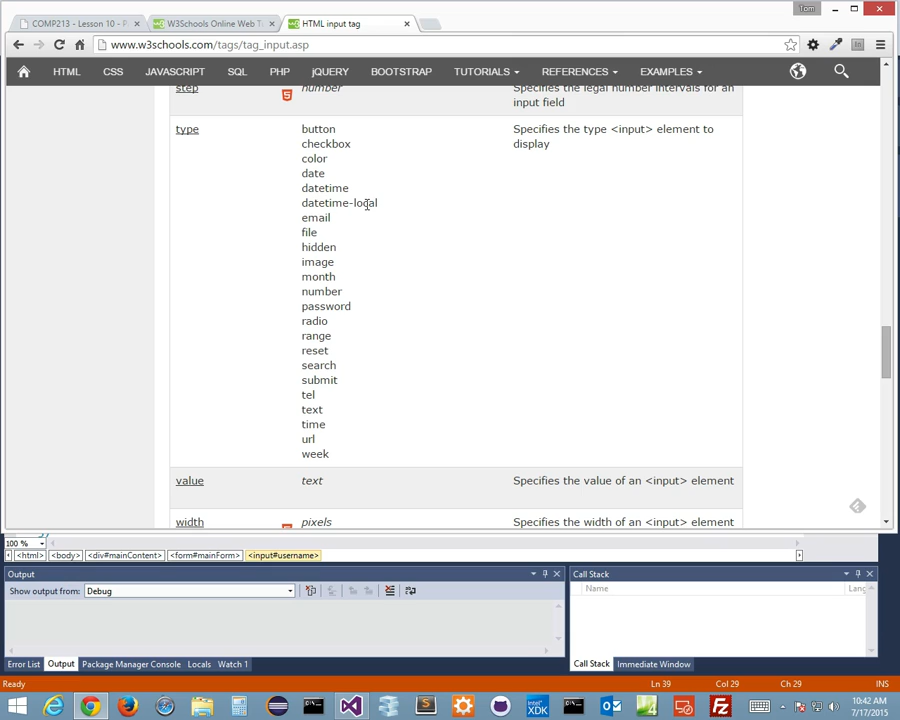 Tom
COMP213 - Lesson 10 - P
W3Schools Online Web T
HTML input tag
www.w3schools.com/tags/tag_input.asp
HTML CSS JAVASCRIPT SQL PHP jQUERY BOOTSTRAP TUTORIALS REFERENCES EXAMPLES
step number Specifies the legal number intervals for an
input field
type button Specifies the type <input> element to
checkbox display
color
date
datetime
datetime-local
email
file
hidden
image
month
number
password
radio
range
reset
search
submit
tel
text
time
url
week
value text Specifies the value of an <input> element
width pixels Specifies the width of an <input> element
100 %
<html> <body> <div#mainContent> <form#mainForm> <input#username>
Output
Call Stack
Show output from: Debug
Name Lang
Error List Output Package Manager Console Locals Watch 1
Call Stack Immediate Window
Ready Ln 39 Col 29 Ch 29 INS
10:42 AM
7/17/2015